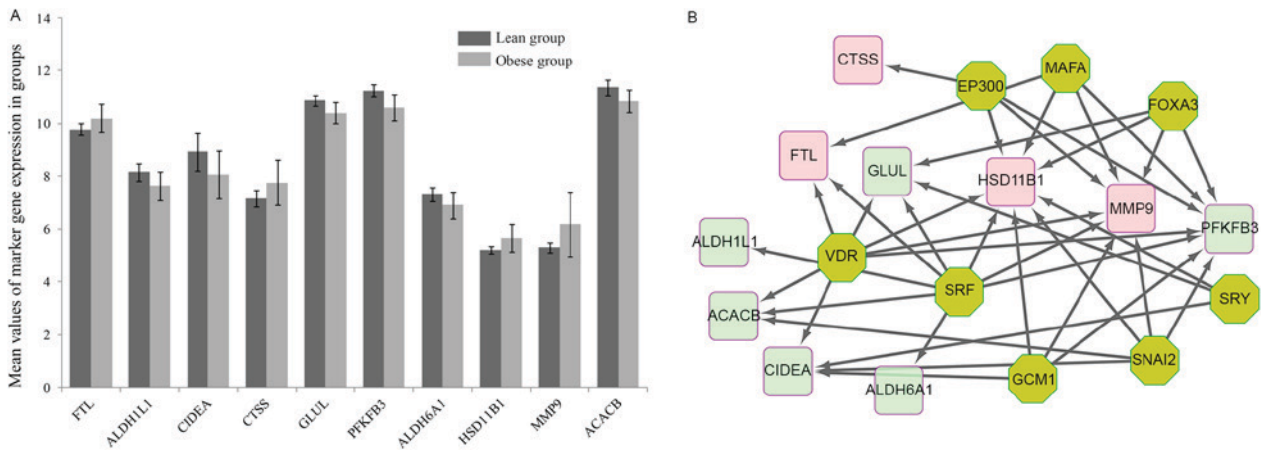 A
Mean values of marker gene expression in groups
14
12
10
8
6
4
2
0
Lean group
Obese group
FTL
ALDH1L1
CIDEA
CTSS
GLUL
PFKFB3
ALDH6A1
HSD11B1
MMP9
ACACB
B
CTSS
EP300
MAFA
FOXA3
FTL
GLUL
HSD11B1
MMP9
PFKFB3
ALDH1L1
VDR
SRF
SRY
ACACB
CIDEA
ALDH6A1
GCM1
SNAI2